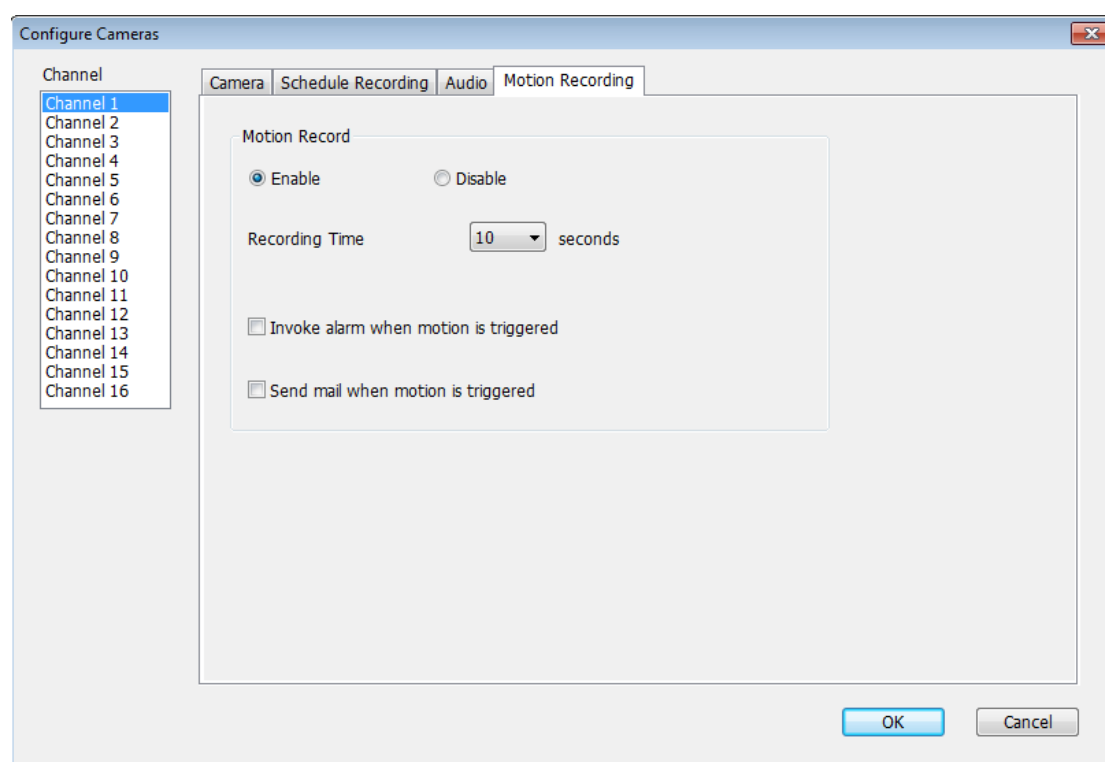 Configure Cameras
Channel
Channel 1
Channel 2
Channel 3
Channel 4
Channel 5
Channel 6
Channel 7
Channel 8
Channel 9
Channel 10
Channel 11
Channel 12
Channel 13
Channel 14
Channel 15
Channel 16
Camera Schedule Recording Audio Motion Recording
Motion Record
Enable Disable
Recording Time 10 seconds
Invoke alarm when motion is triggered
Send mail when motion is triggered
OK Cancel